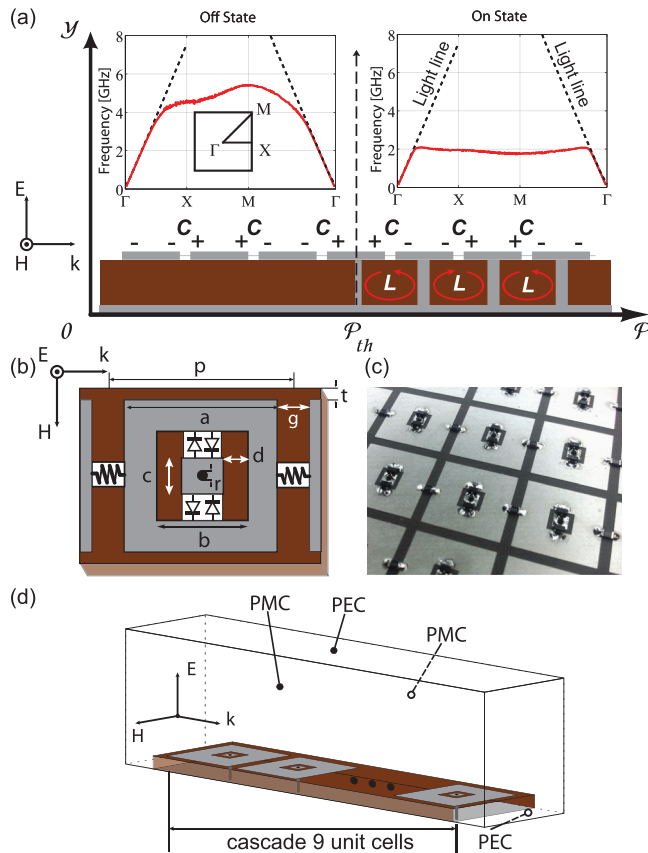 (a)
𝒴
Off State
On State
Frequency [GHz]
8
6
4
2
0
Γ X M Γ
M
Γ X
Frequency [GHz]
8
6
4
2
0
Light line
Light line
Γ X M Γ
E
H
k
C C C C C C
- - + + - - + + - - + + - -
L L L
0
𝒫th
𝒫
(b)
E
k
H
p
t
a
g
c
d
r
b
(c)
(d)
PMC
PEC
PMC
E
H
k
PEC
cascade 9 unit cells